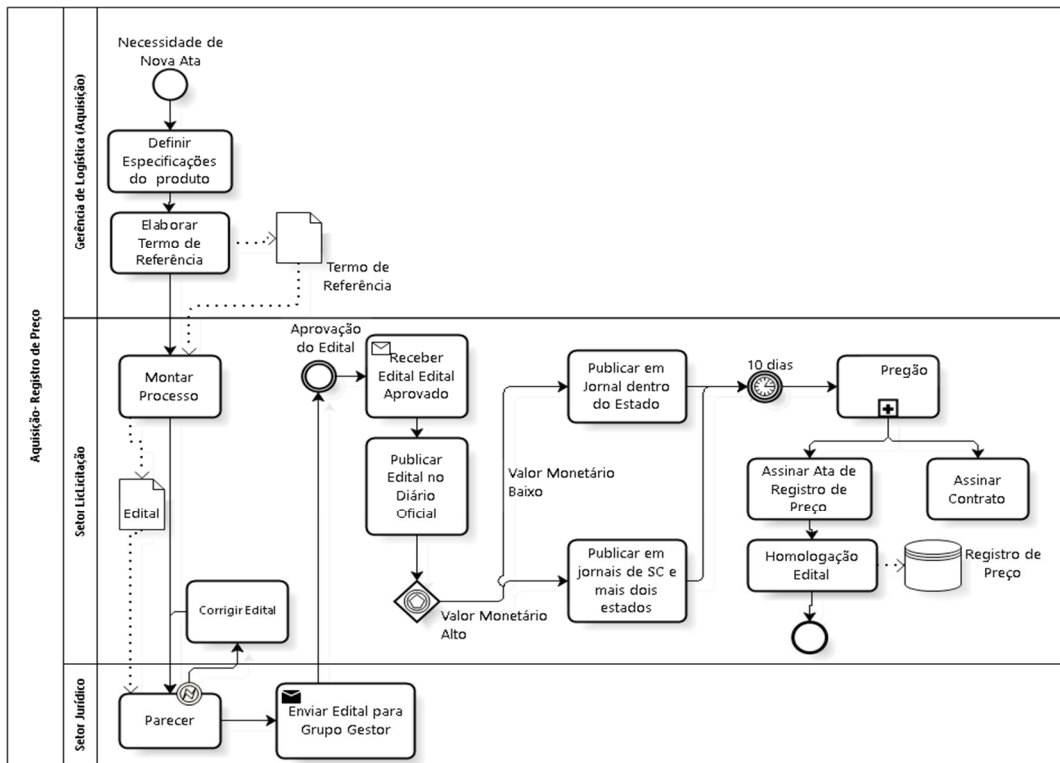 Aquisição- Registro de Preço
Gerência de Logística (Aquisição)
Necessidade de
Nova Ata
Definir
Especificações
do produto
Elaborar
Termo de
Referência
Termo de
Referência
Setor LicLicitação
Montar
Processo
Edital
Corrigir Edital
Aprovação
do Edital
Receber
Edital Edital
Aprovado
Publicar
Edital no
Diário
Oficial
Valor Monetário
Baixo
Valor Monetário
Alto
Publicar em
Jornal dentro
do Estado
Publicar em
jornais de SC e
mais dois
estados
10 dias
Pregão
Assinar Ata de
Registro de
Preço
Assinar
Contrato
Homologação
Edital
Registro de
Preço
Setor Jurídico
Parecer
Enviar Edital para
Grupo Gestor